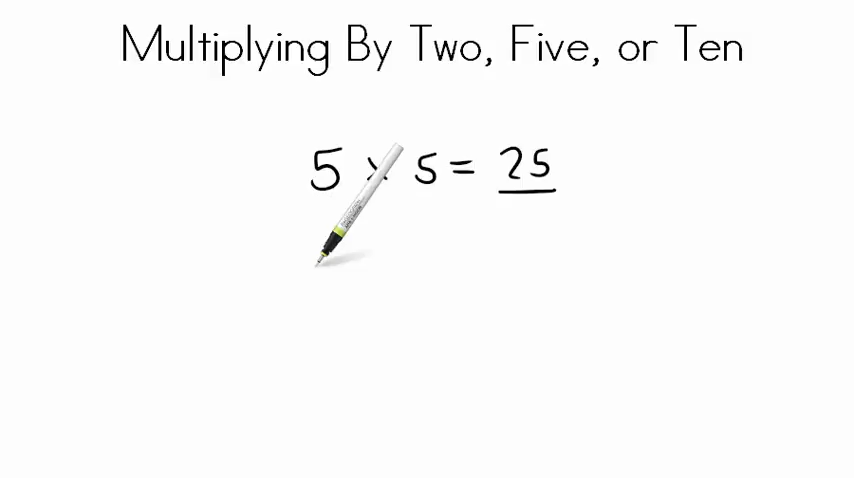 Multiplying By Two, Five, or Ten
5 × 5 = 25